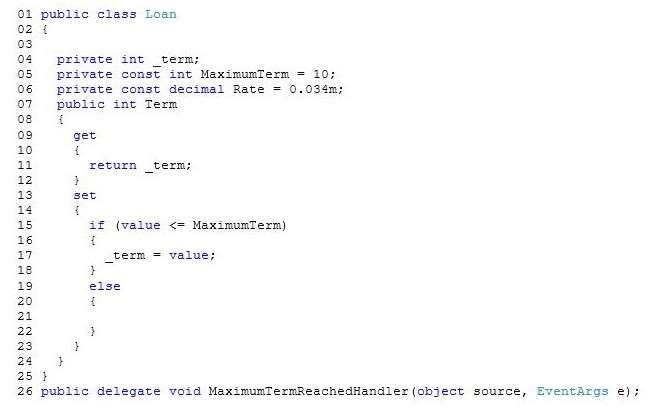 01 public class Loan
02 {
03
04   private int _term;
05   private const int MaximumTerm = 10;
06   private const decimal Rate = 0.034m;
07   public int Term
08   {
09     get
10     {
11       return _term;
12     }
13     set
14     {
15       if (value <= MaximumTerm)
16       {
17         _term = value;
18       }
19       else
20       {
21
22       }
23     }
24   }
25 }
26 public delegate void MaximumTermReachedHandler(object source, EventArgs e);